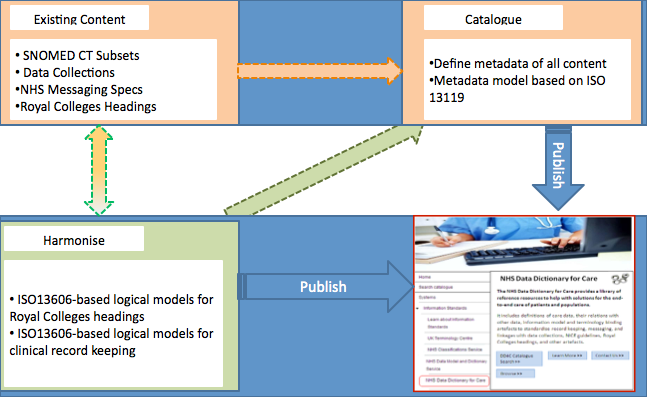 Existing Content
• SNOMED CT Subsets
• Data Collections
• NHS Messaging Specs
• Royal Colleges Headings
Catalogue
•Define metadata of all content
•Metadata model based on ISO
13119
Publish
Harmonise
• ISO13606-based logical models for
Royal Colleges headings
• ISO13606-based logical models for
clinical record keeping
Publish
Home
Search catalogue
Systems
Information Standards
Learn about Information
Standards
UK Terminology Centre
NHS Classifications Service
NHS Data Model and Dictionary
Service
NHS Data Dictionary for Care
NHS Data Dictionary for Care
The NHS Data Dictionary for Care provides a library of
reference resources to help with solutions for the end-
to-end care of patients and populations.
It includes definitions of care data, their relations with
other data, information model and terminology binding
artefacts to standardise record keeping, messaging, and
linkages with data collections, NICE guidelines, Royal
Colleges headings, and other artefacts.
Catalogue
Search >>
Learn More >>
Contact Us >>
Browse >>